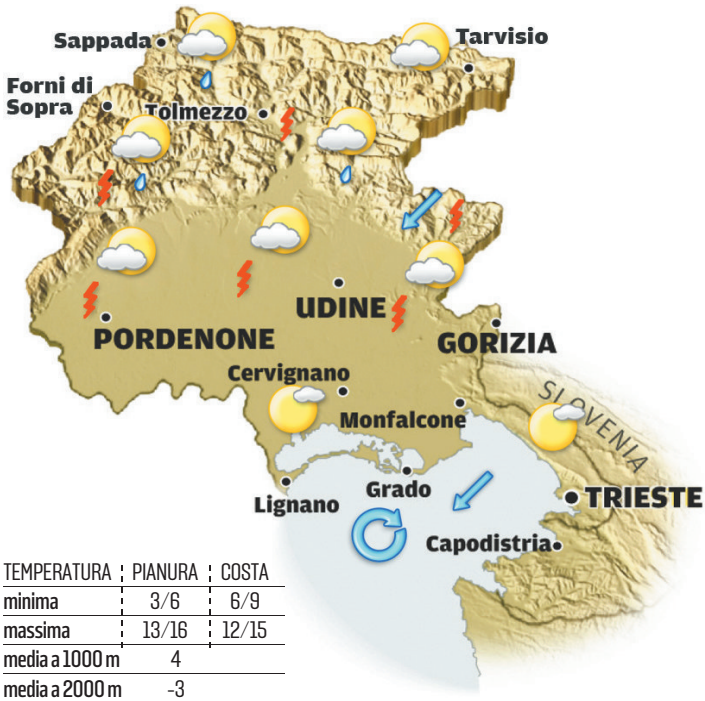 Sappada
Tarvisio
Forni di
Sopra
Tolmezzo
UDINE
PORDENONE
GORIZIA
Cervignano
SLOVENIA
Monfalcone
Grado
Lignano
TRIESTE
Capodistria
TEMPERATURA PIANURA COSTA
minima 3/6 6/9
massima 13/16 12/15
media a 1000 m 4
media a 2000 m -3